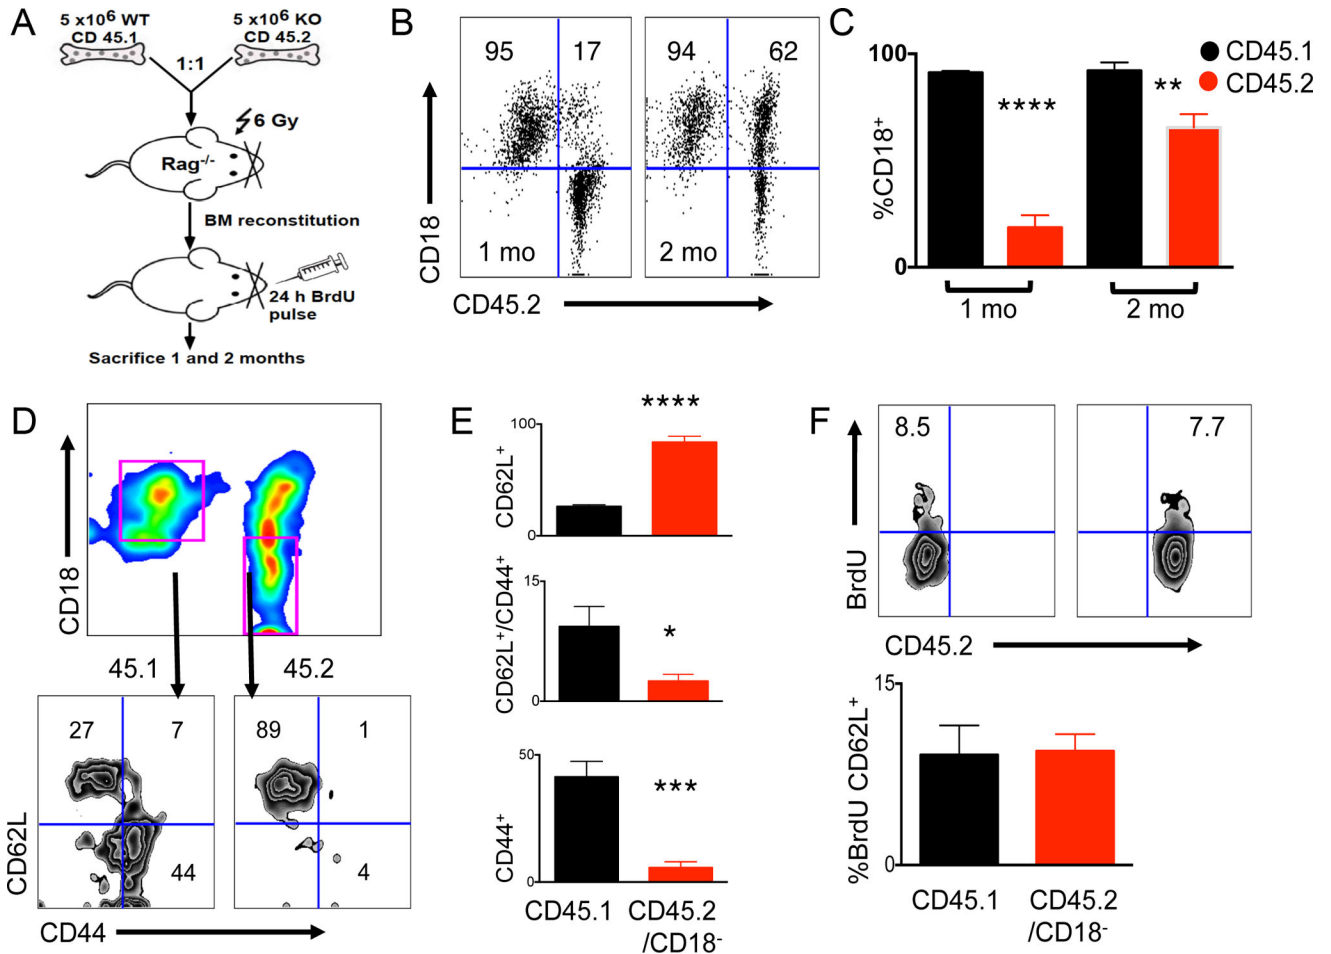 A
5 x10⁶ WT
CD 45.1
5 x10⁶ KO
CD 45.2
1:1
6 Gy
Rag-/-
BM reconstitution
24 h BrdU
pulse
Sacrifice 1 and 2 months
B
95
17
94
62
1 mo
2 mo
CD18
CD45.2
C
CD45.1
CD45.2
100
0
%CD18⁺
****
**
1 mo
2 mo
D
CD18
45.1
45.2
27
7
44
89
1
4
CD62L
CD44
E
****
100
0
CD62L⁺
15
0
CD62L⁺/CD44⁺
*
50
0
CD44⁺
***
CD45.1
CD45.2
/CD18⁻
F
8.5
7.7
BrdU
CD45.2
15
0
%BrdU CD62L⁺
CD45.1
CD45.2
/CD18⁻